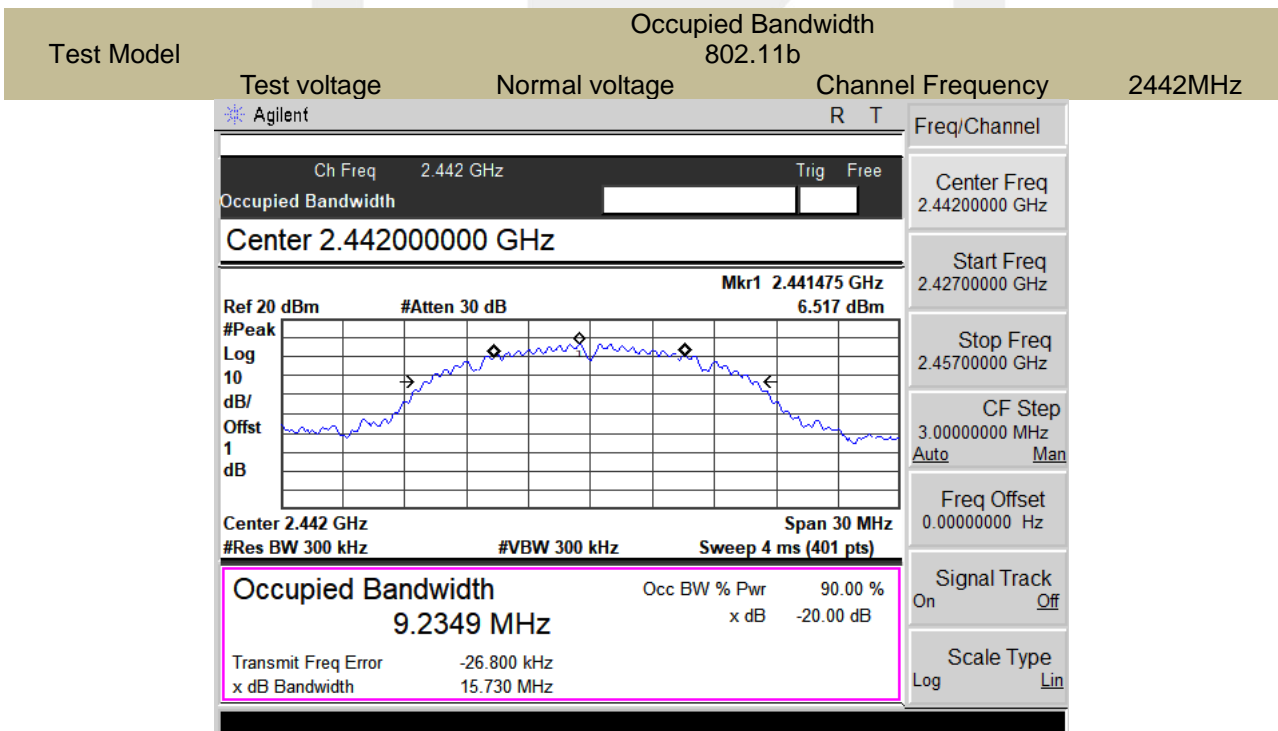 Occupied Bandwidth
Test Model 802.11b
Test voltage Normal voltage Channel Frequency 2442MHz
Agilent R T
Freq/Channel
Ch Freq 2.442 GHz Trig Free
Occupied Bandwidth
Center 2.442000000 GHz
Mkr1 2.441475 GHz
Ref 20 dBm #Atten 30 dB 6.517 dBm
#Peak
Log
10
dB/
Offst
1
dB
1
Center 2.442 GHz Span 30 MHz
#Res BW 300 kHz #VBW 300 kHz Sweep 4 ms (401 pts)
Occupied Bandwidth
9.2349 MHz
Occ BW % Pwr 90.00 %
x dB -20.00 dB
Transmit Freq Error -26.800 kHz
x dB Bandwidth 15.730 MHz
Center Freq
2.44200000 GHz
Start Freq
2.42700000 GHz
Stop Freq
2.45700000 GHz
CF Step
3.00000000 MHz
Auto Man
Freq Offset
0.00000000 Hz
Signal Track
On Off
Scale Type
Log Lin